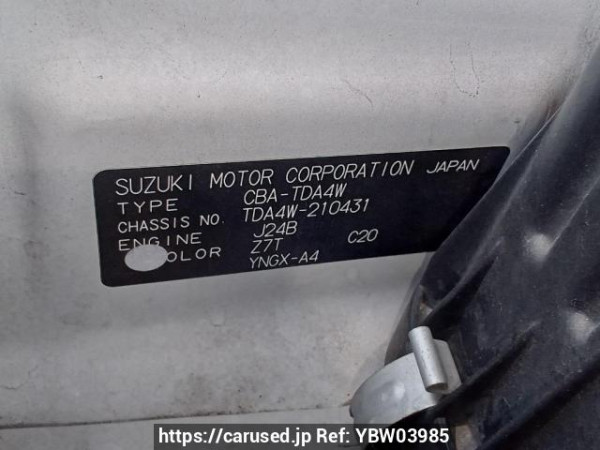 SUZUKI MOTOR CORPORATION JAPAN
TYPE CBA-TDA4W
CHASSIS NO. TDA4W-210431
ENGINE J24B
OLOR Z7T C20
YNGX-A4
https://carused.jp Ref: YBW03985